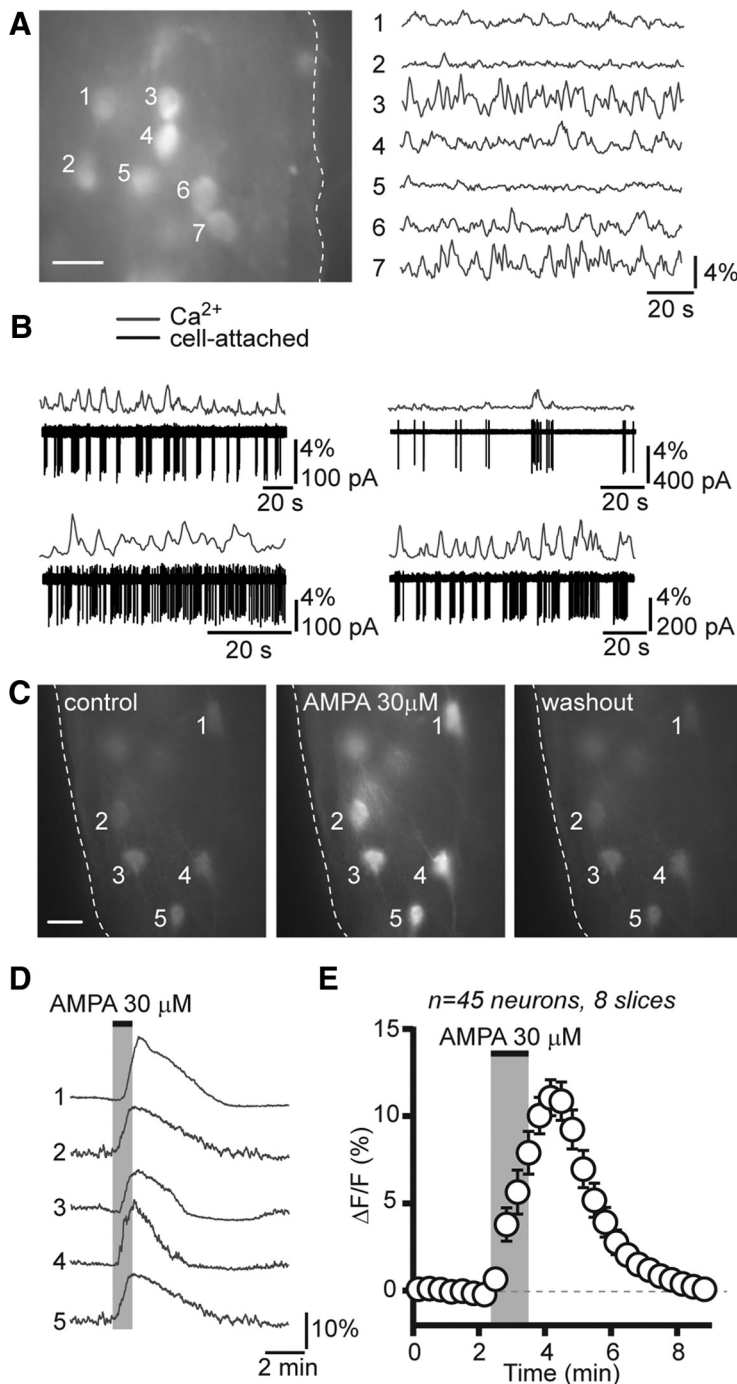 A
1
2
3
4
5
6
7
1
2
3
4
5
6
7
4%
20 s
B
Ca²⁺
cell-attached
4%
100 pA
20 s
4%
400 pA
20 s
4%
100 pA
20 s
4%
200 pA
20 s
C
control
AMPA 30μM
washout
1
2
3
4
5
1
2
3
4
5
1
2
3
4
5
D
AMPA 30 μM
1
2
3
4
5
10%
2 min
E
n=45 neurons, 8 slices
AMPA 30 μM
15
10
5
0
ΔF/F (%)
0 2 4 6 8
Time (min)